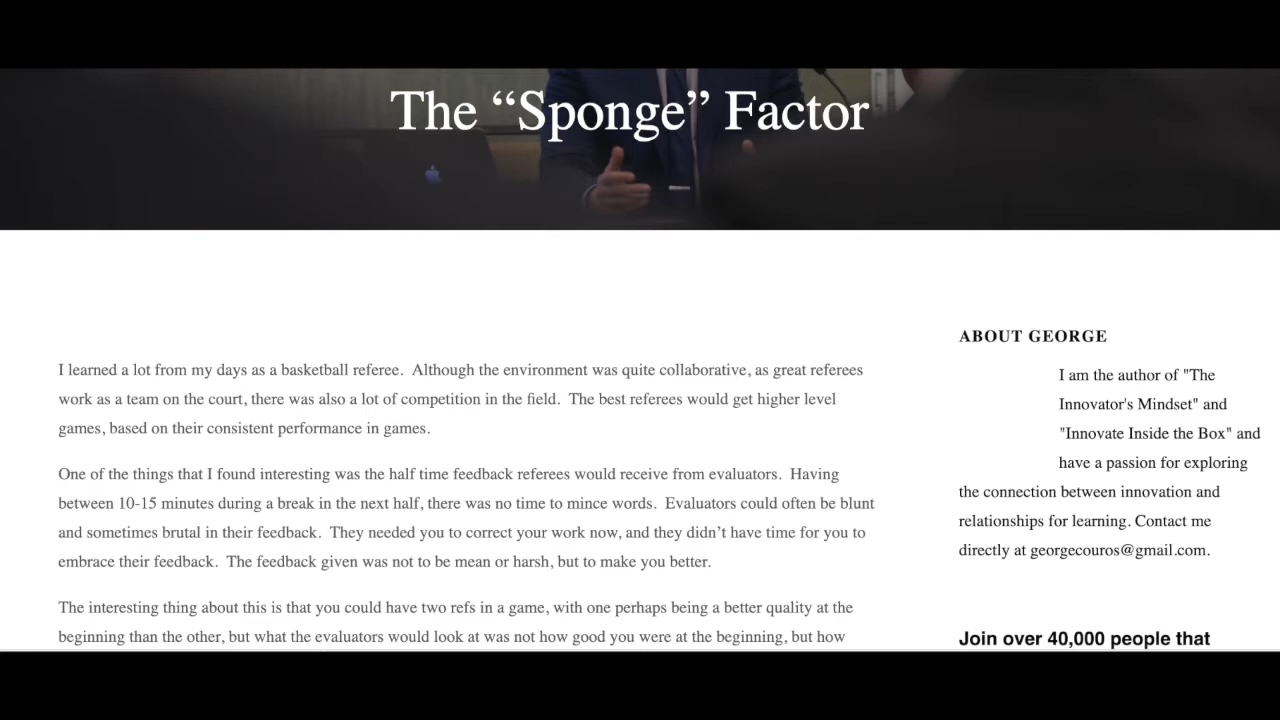 The “Sponge” Factor
I learned a lot from my days as a basketball referee.  Although the environment was quite collaborative, as great referees
work as a team on the court, there was also a lot of competition in the field.  The best referees would get higher level
games, based on their consistent performance in games.
One of the things that I found interesting was the half time feedback referees would receive from evaluators.  Having
between 10-15 minutes during a break in the next half, there was no time to mince words.  Evaluators could often be blunt
and sometimes brutal in their feedback.  They needed you to correct your work now, and they didn’t have time for you to
embrace their feedback.  The feedback given was not to be mean or harsh, but to make you better.
The interesting thing about this is that you could have two refs in a game, with one perhaps being a better quality at the
beginning than the other, but what the evaluators would look at was not how good you were at the beginning, but how
ABOUT GEORGE
I am the author of "The
Innovator's Mindset" and
"Innovate Inside the Box" and
have a passion for exploring
the connection between innovation and
relationships for learning. Contact me
directly at georgecouros@gmail.com.
Join over 40,000 people that